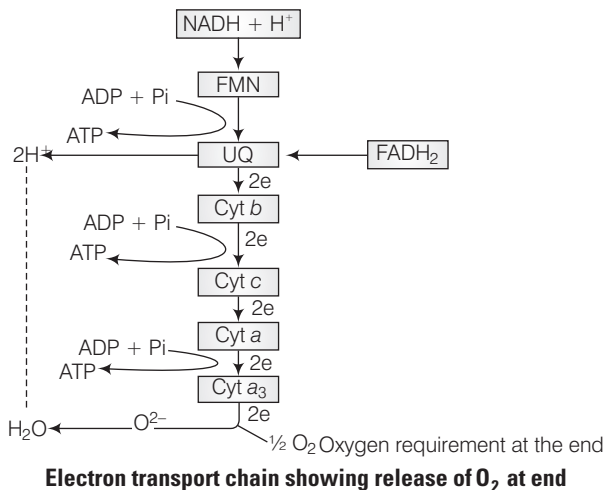 NADH + H⁺
FMN
ADP + Pi
ATP
2H⁺
UQ
FADH₂
2e
Cyt b
ADP + Pi
2e
ATP
Cyt c
2e
Cyt a
ADP + Pi
2e
ATP
Cyt a₃
2e
H₂O
O²⁻
½ O₂ Oxygen requirement at the end
Electron transport chain showing release of O₂ at end